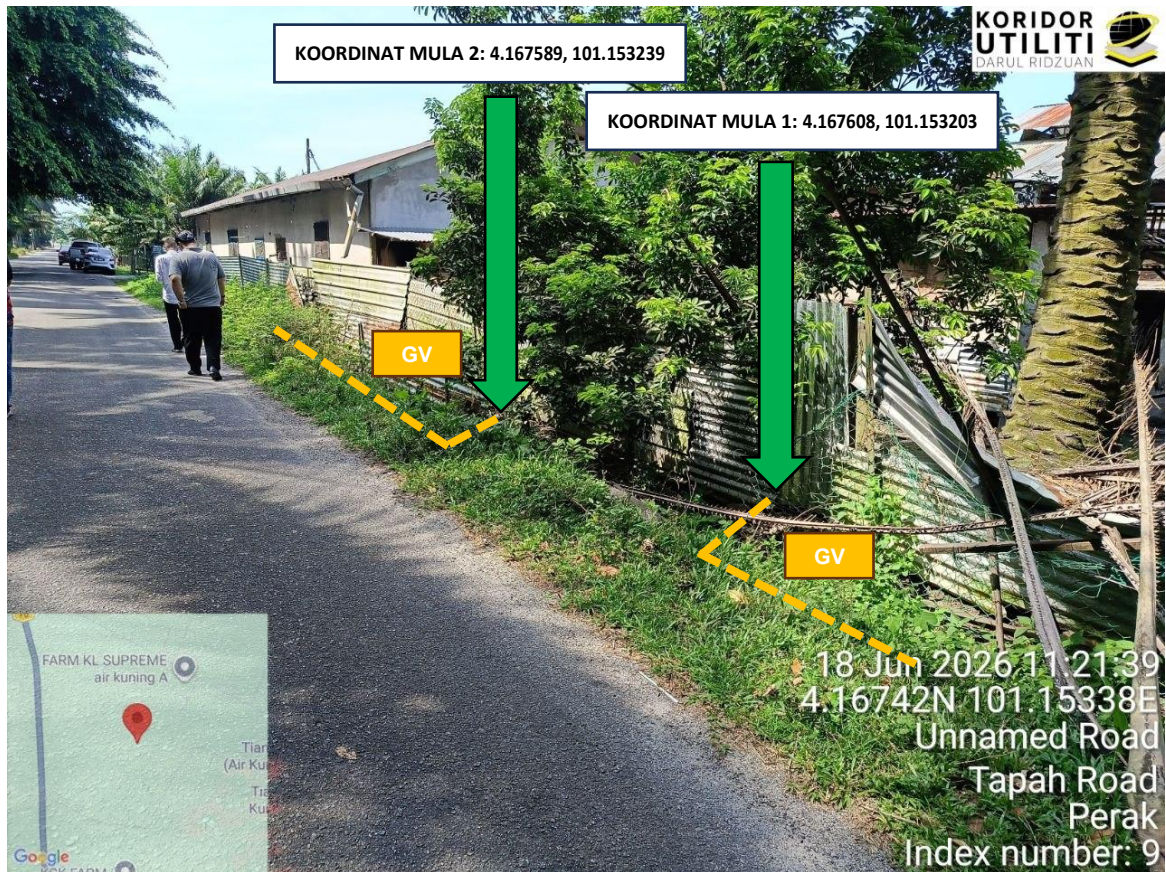 KORIDOR
UTILITI
DARUL RIDZUAN
KOORDINAT MULA 2: 4.167589, 101.153239
KOORDINAT MULA 1: 4.167608, 101.153203
GV
GV
FARM KL SUPREME
air kuning A
(Air
Google
18 Jun 2026 11:21:39
4.16742N 101.15338E
Unnamed Road
Tapah Road
Perak
Index number: 9